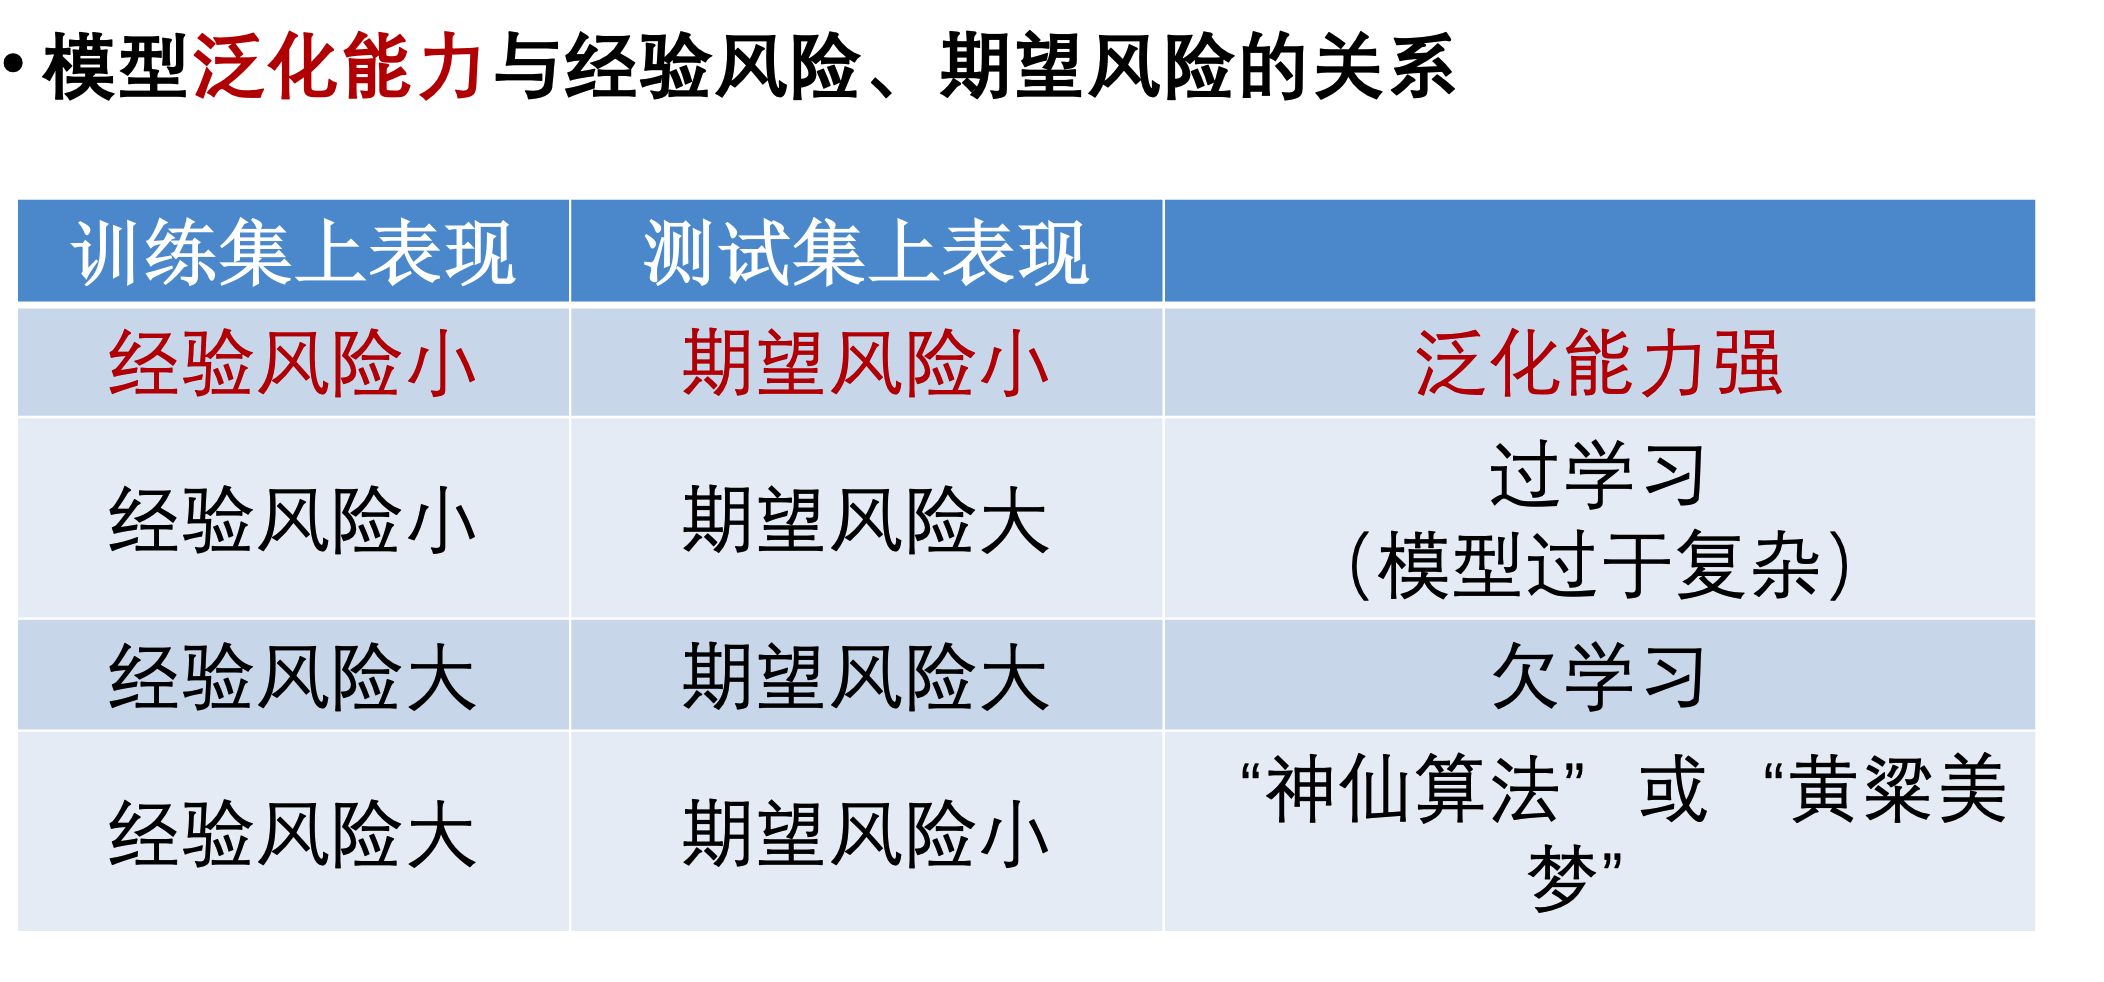 • 模型泛化能力与经验风险、期望风险的关系
训练集上表现 测试集上表现
经验风险小 期望风险小 泛化能力强
经验风险小 期望风险大 过学习
（模型过于复杂）
经验风险大 期望风险大 欠学习
经验风险大 期望风险小 “神仙算法” 或 “黄粱美
梦”